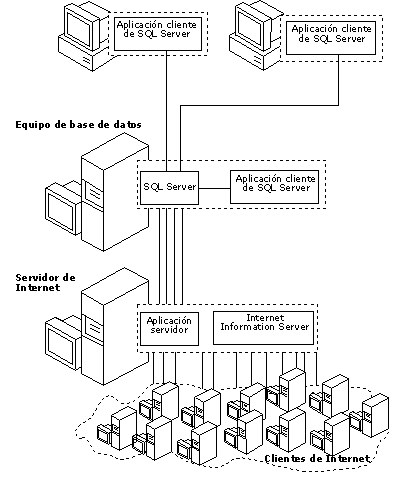 Aplicación cliente
de SQL Server
Aplicación cliente
de SQL Server
Equipo de base de datos
SQL Server
Aplicación cliente
de SQL Server
Servidor de
Internet
Aplicación
servidor
Internet
Information Server
Clientes de Internet